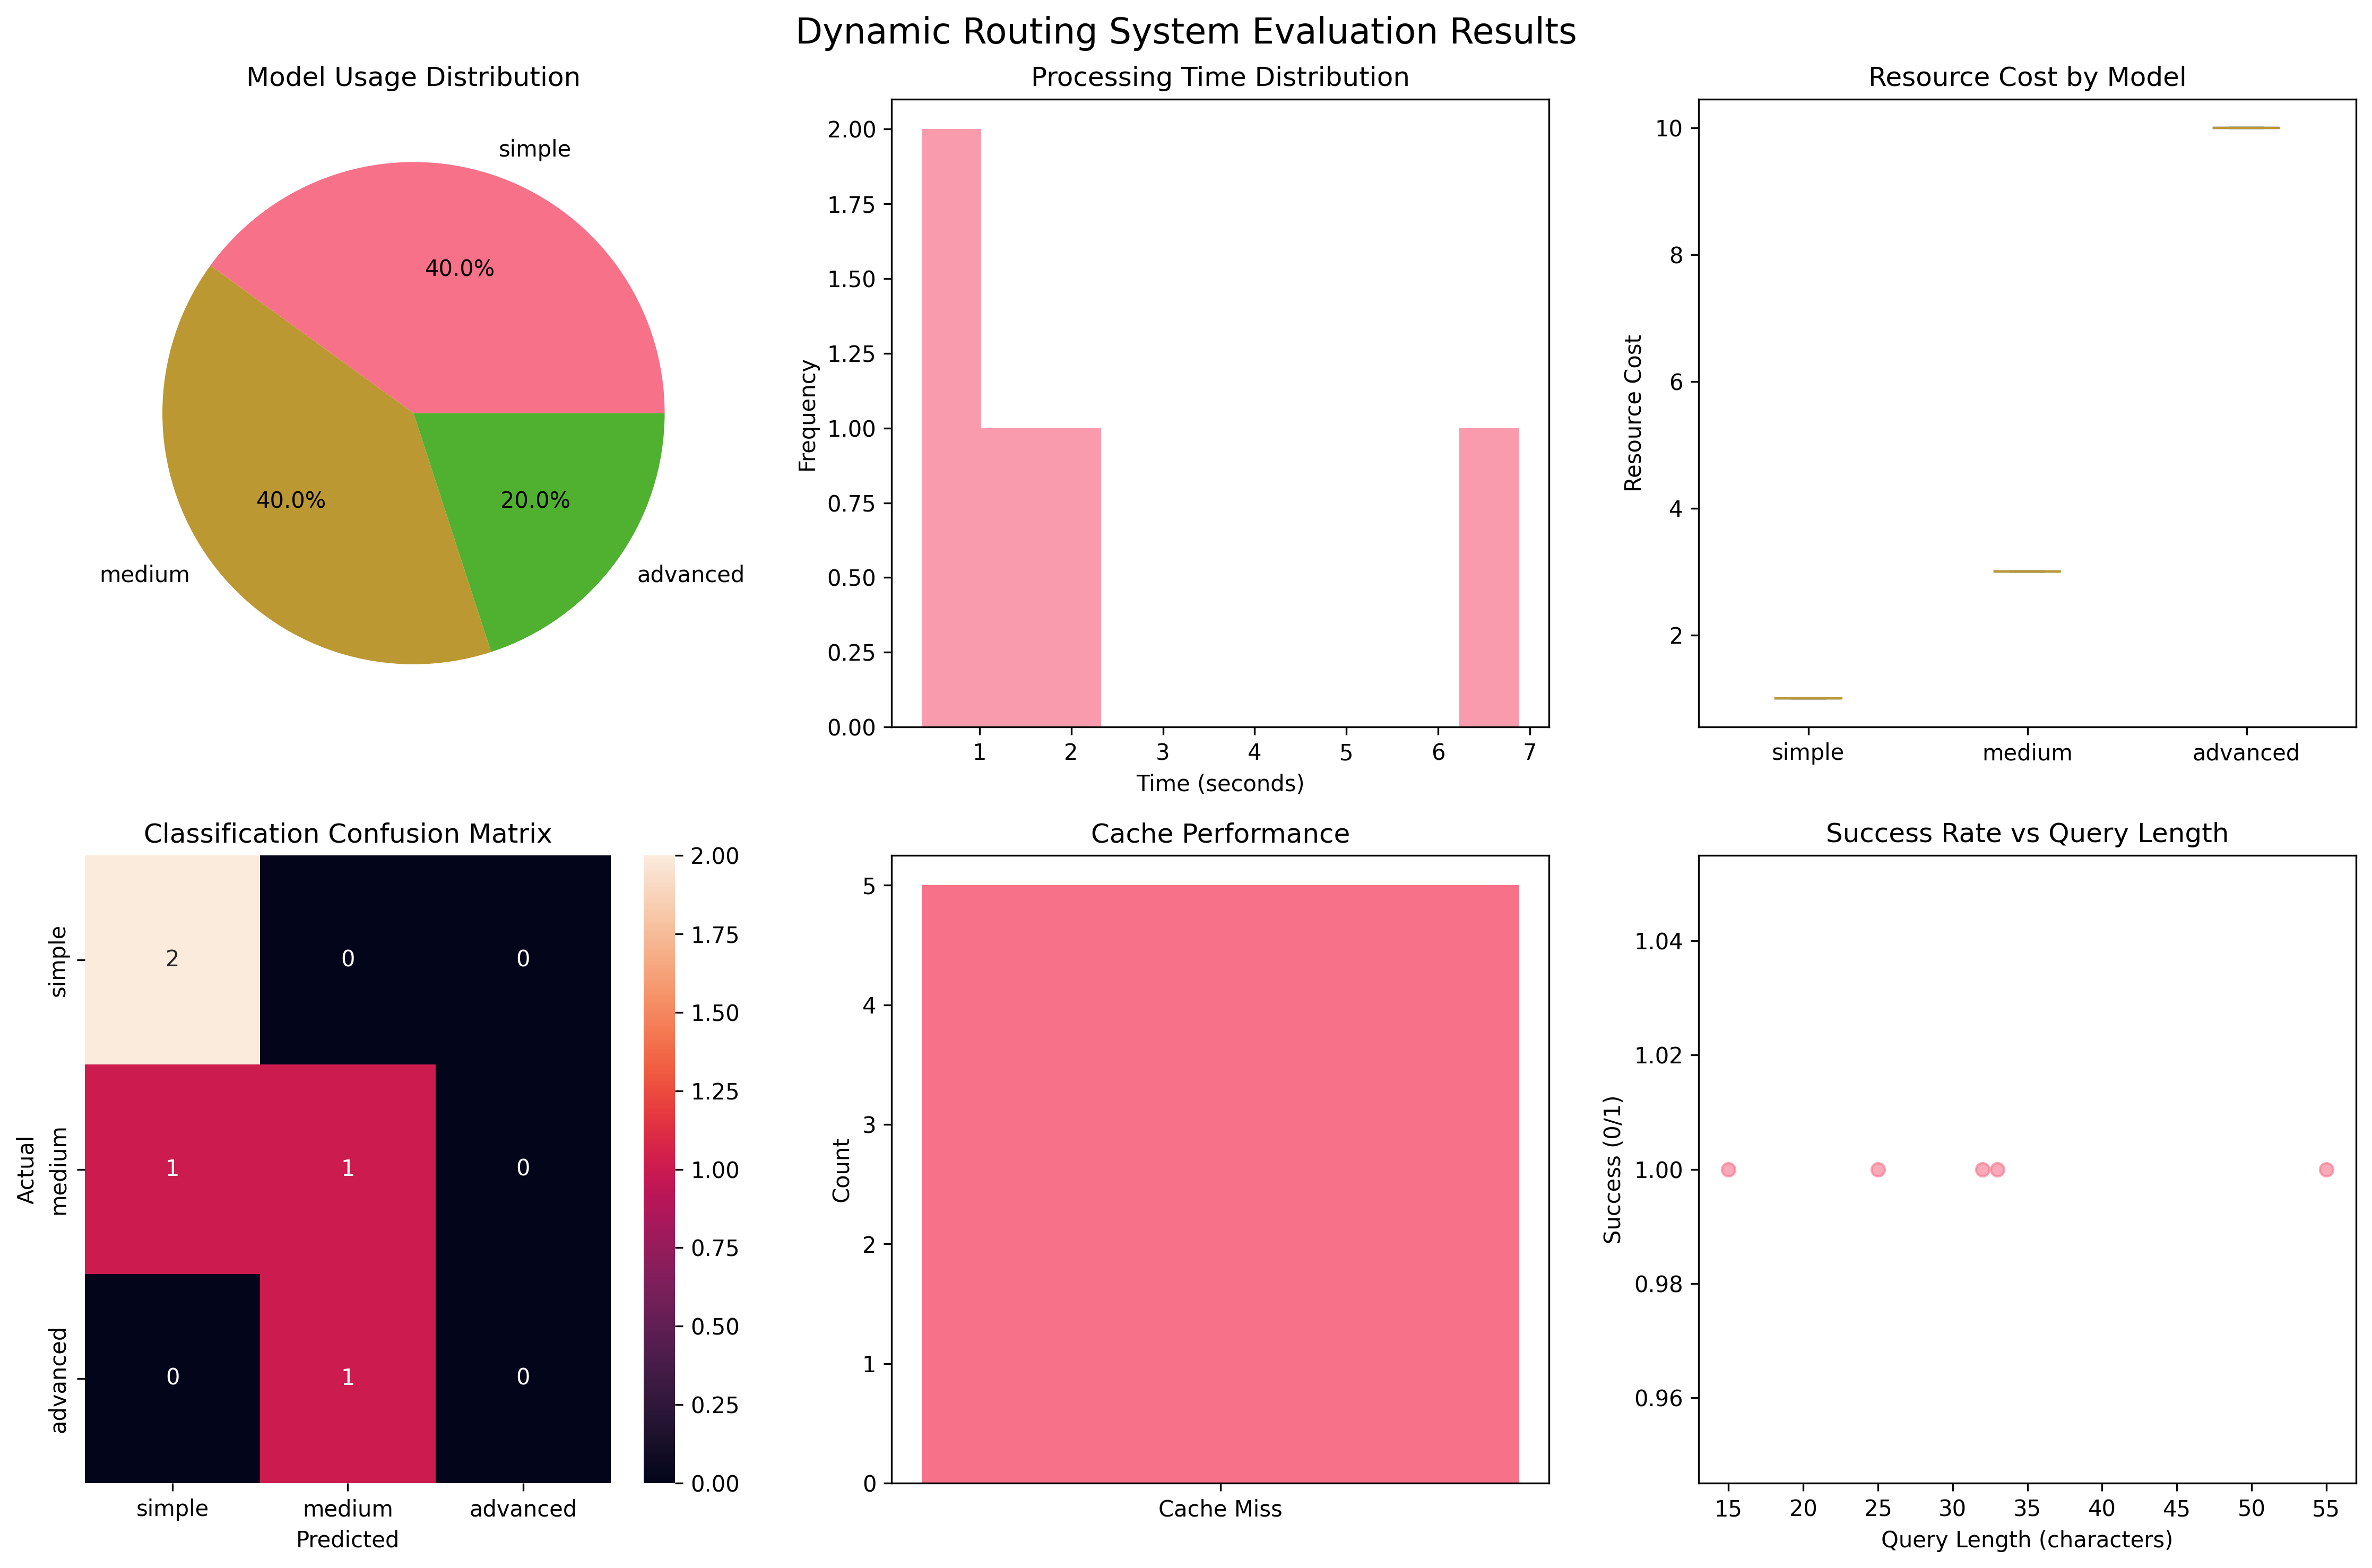 Dynamic Routing System Evaluation Results
Model Usage Distribution
simple
40.0%
40.0%
20.0%
medium
advanced
Processing Time Distribution
2.00
1.75
1.50
1.25
1.00
0.75
0.50
0.25
0.00
Frequency
1 2 3 4 5 6 7
Time (seconds)
Resource Cost by Model
10
8
6
4
2
Resource Cost
simple medium advanced
Classification Confusion Matrix
Actual
simple
medium
advanced
2 0 0
1 1 0
0 1 0
simple medium advanced
Predicted
2.00
1.75
1.50
1.25
1.00
0.75
0.50
0.25
0.00
Cache Performance
5
4
3
2
1
0
Count
Cache Miss
Success Rate vs Query Length
1.04
1.02
1.00
0.98
0.96
Success (0/1)
15 20 25 30 35 40 45 50 55
Query Length (characters)